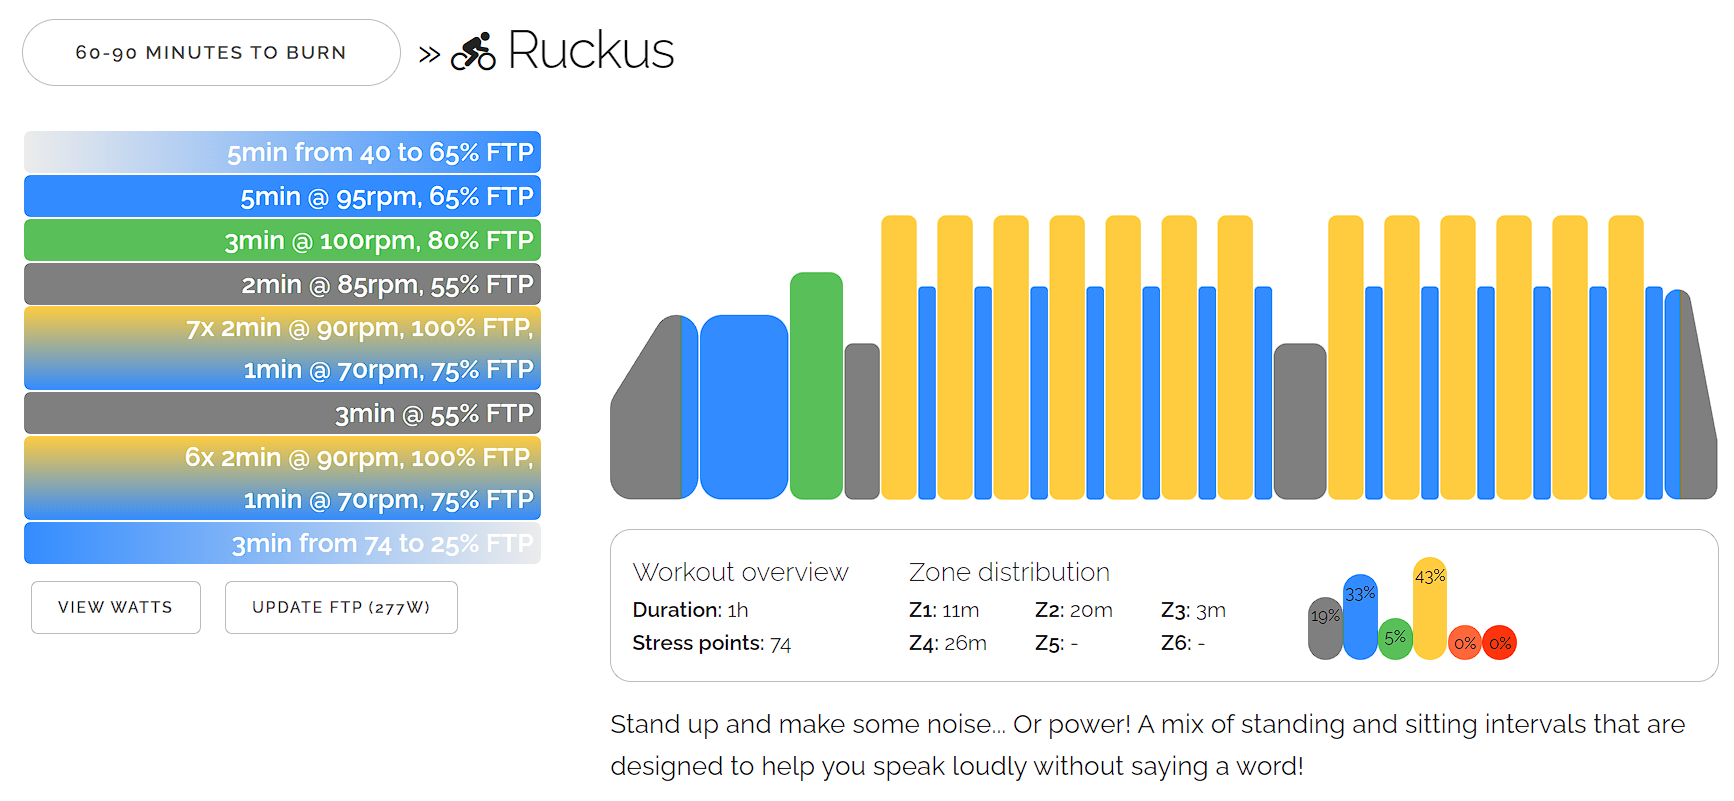 60-90 MINUTES TO BURN » Ruckus
5min from 40 to 65% FTP
5min @ 95rpm, 65% FTP
3min @ 100rpm, 80% FTP
2min @ 85rpm, 55% FTP
7x 2min @ 90rpm, 100% FTP,
1min @ 70rpm, 75% FTP
3min @ 55% FTP
6x 2min @ 90rpm, 100% FTP,
1min @ 70rpm, 75% FTP
3min from 74 to 25% FTP
VIEW WATTS
UPDATE FTP (277W)
Workout overview
Duration: 1h
Stress points: 74
Zone distribution
Z1: 11m Z2: 20m Z3: 3m
Z4: 26m Z5: - Z6: -
19% 33% 5% 43% 0% 0%
Stand up and make some noise... Or power! A mix of standing and sitting intervals that are
designed to help you speak loudly without saying a word!